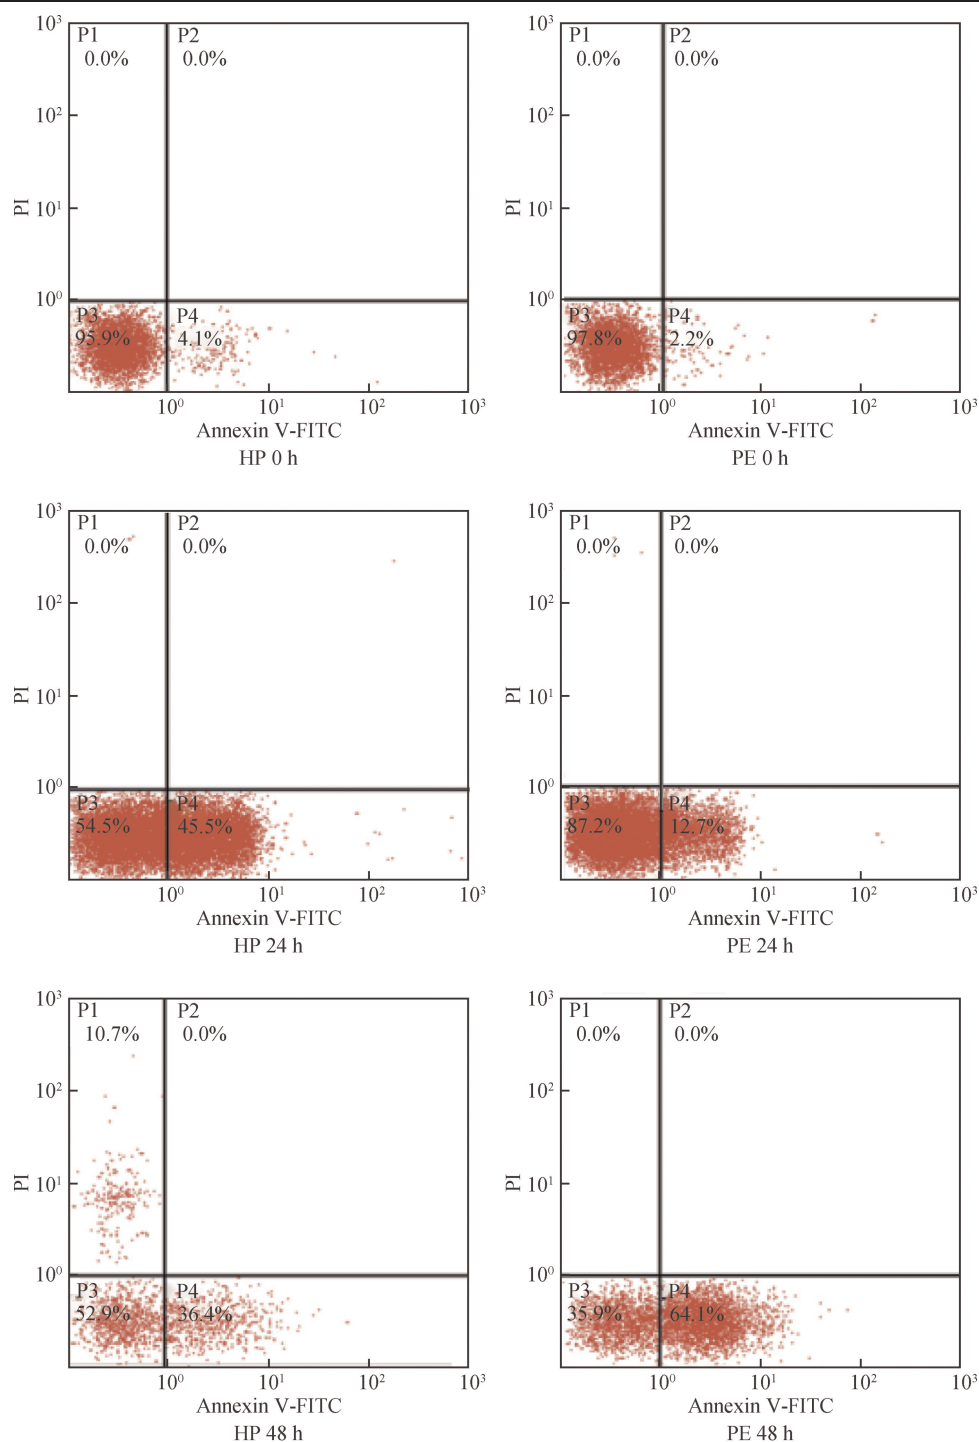 10³
P1
0.0%
P2
0.0%
10²
PI
10¹
10⁰
P3
95.9%
P4
4.1%
10⁰
10¹
10²
10³
Annexin V-FITC
HP 0 h
10³
P1
0.0%
P2
0.0%
10²
PI
10¹
10⁰
P3
97.8%
P4
2.2%
10⁰
10¹
10²
10³
Annexin V-FITC
PE 0 h
10³
P1
0.0%
P2
0.0%
10²
PI
10¹
10⁰
P3
54.5%
P4
45.5%
10⁰
10¹
10²
10³
Annexin V-FITC
HP 24 h
10³
P1
0.0%
P2
0.0%
10²
PI
10¹
10⁰
P3
87.2%
P4
12.7%
10⁰
10¹
10²
10³
Annexin V-FITC
PE 24 h
10³
P1
10.7%
P2
0.0%
10²
PI
10¹
10⁰
P3
52.9%
P4
36.4%
10⁰
10¹
10²
10³
Annexin V-FITC
HP 48 h
10³
P1
0.0%
P2
0.0%
10²
PI
10¹
10⁰
P3
35.9%
P4
64.1%
10⁰
10¹
10²
10³
Annexin V-FITC
PE 48 h